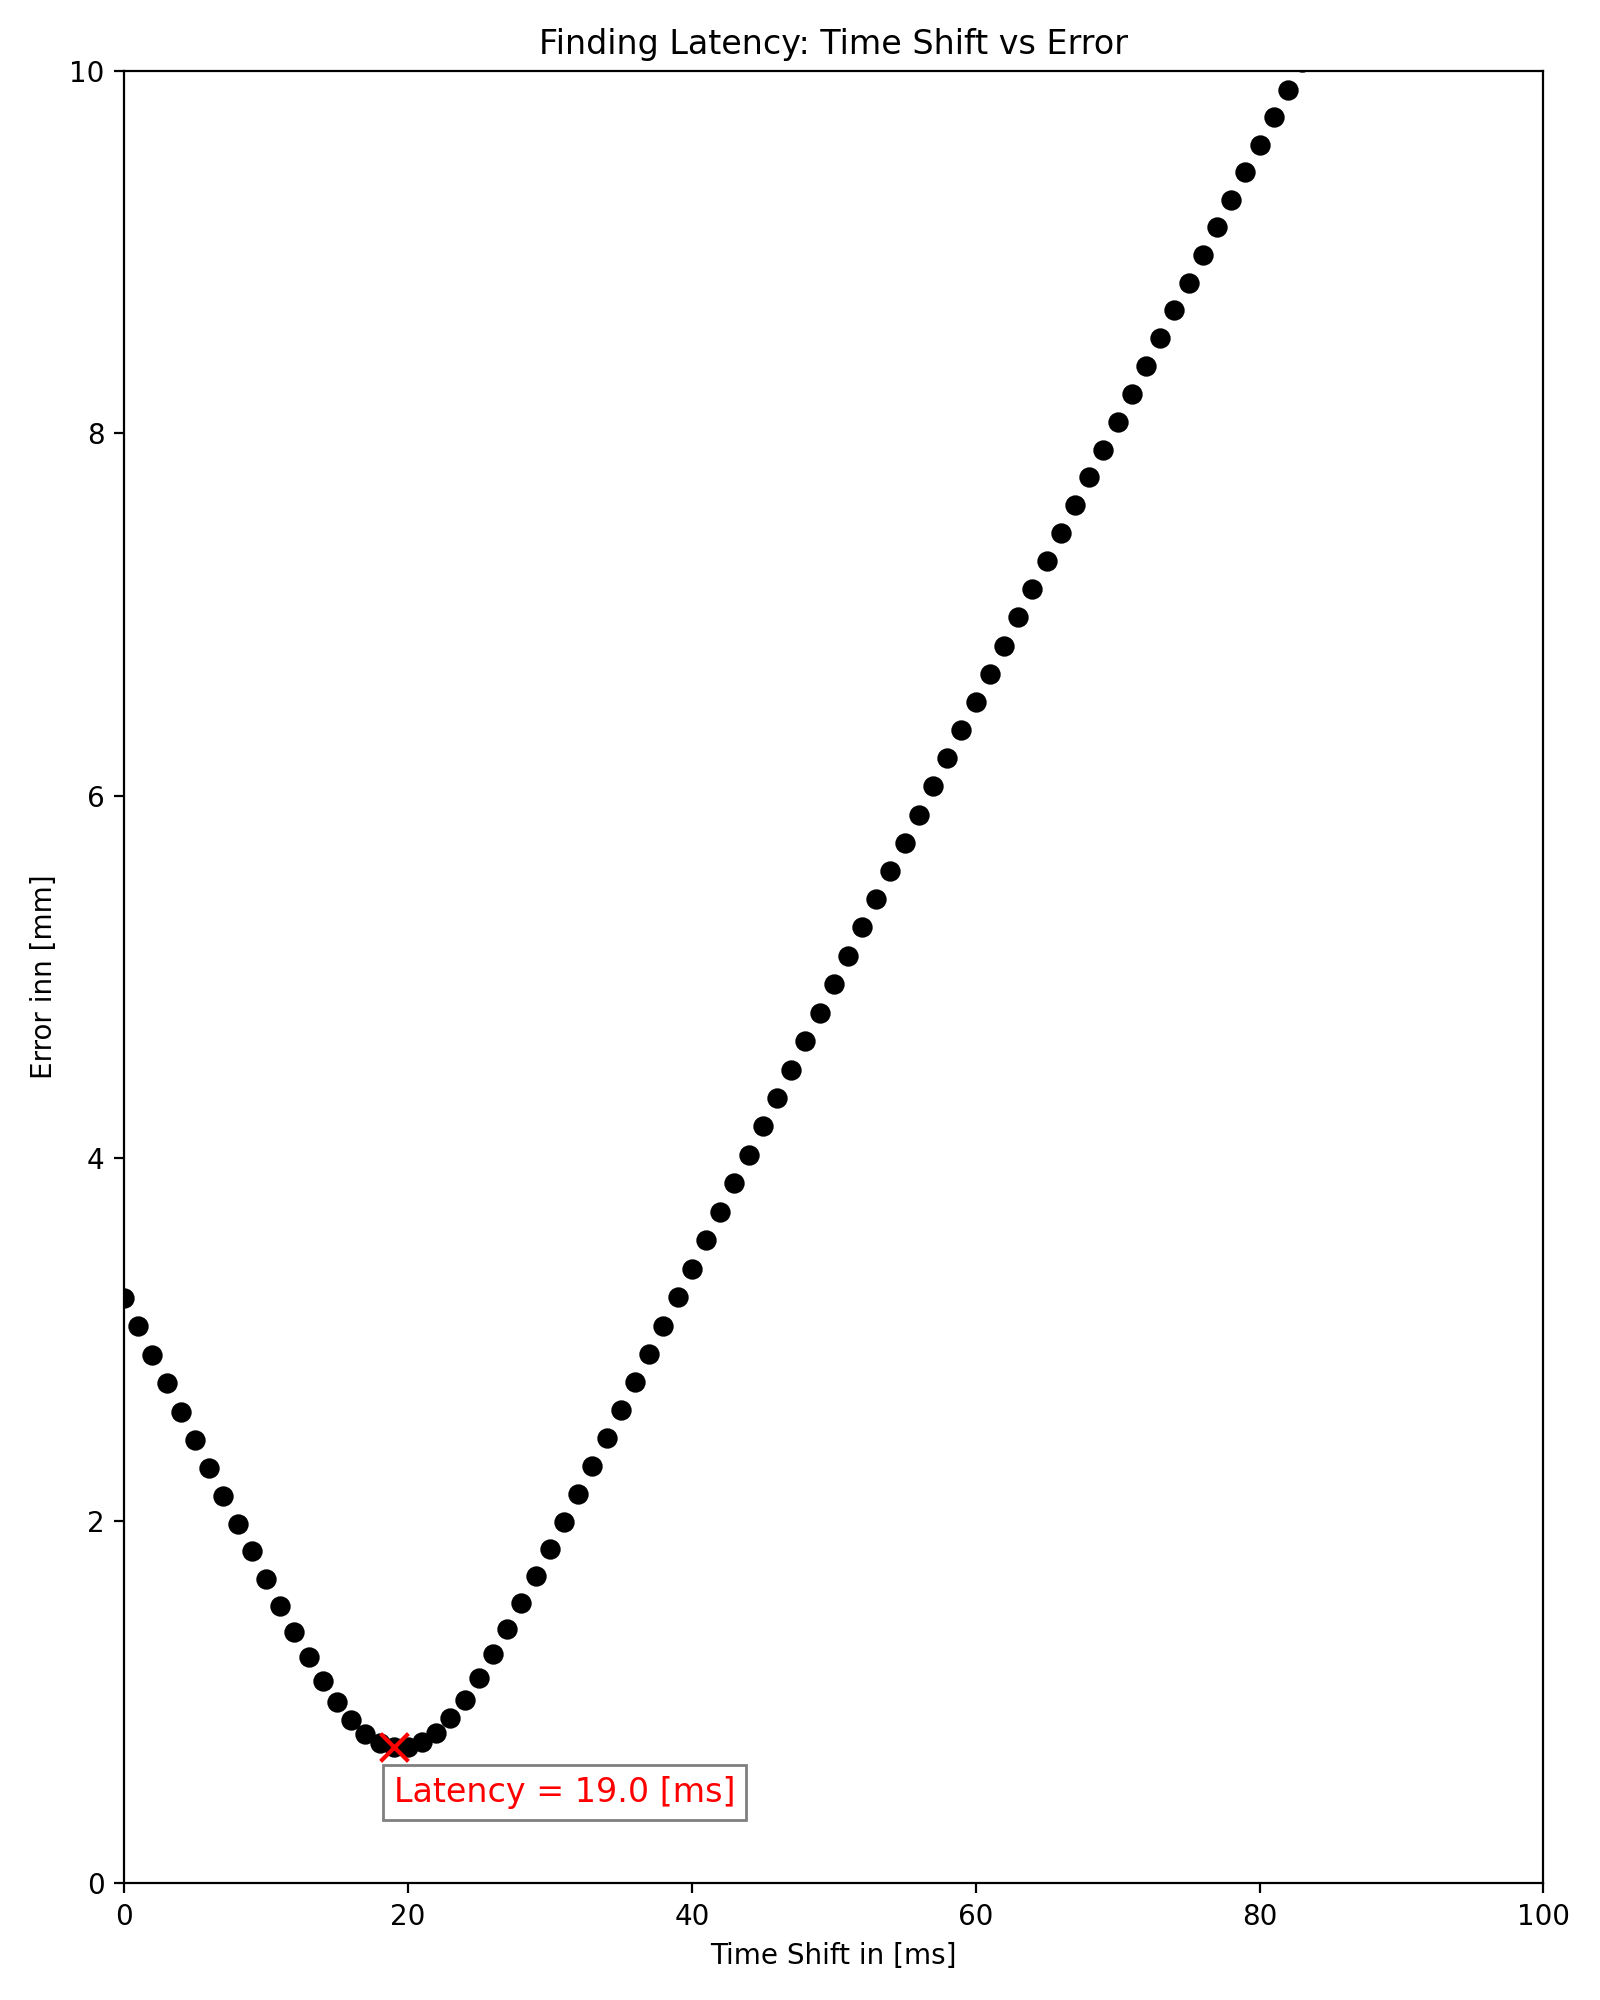 Finding Latency: Time Shift vs Error
10
8
6
4
2
0
Error inn [mm]
Latency = 19.0 [ms]
0 20 40 60 80 100
Time Shift in [ms]